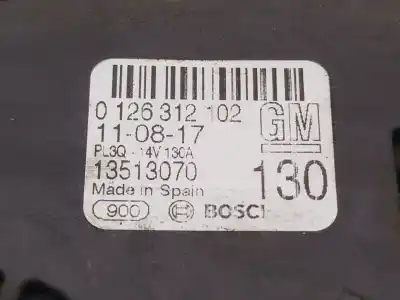 0 126 312 102
11-08-17
PL3Q - 14V 130A
13513070
Made in Spain
900 BOSCH
GM
130